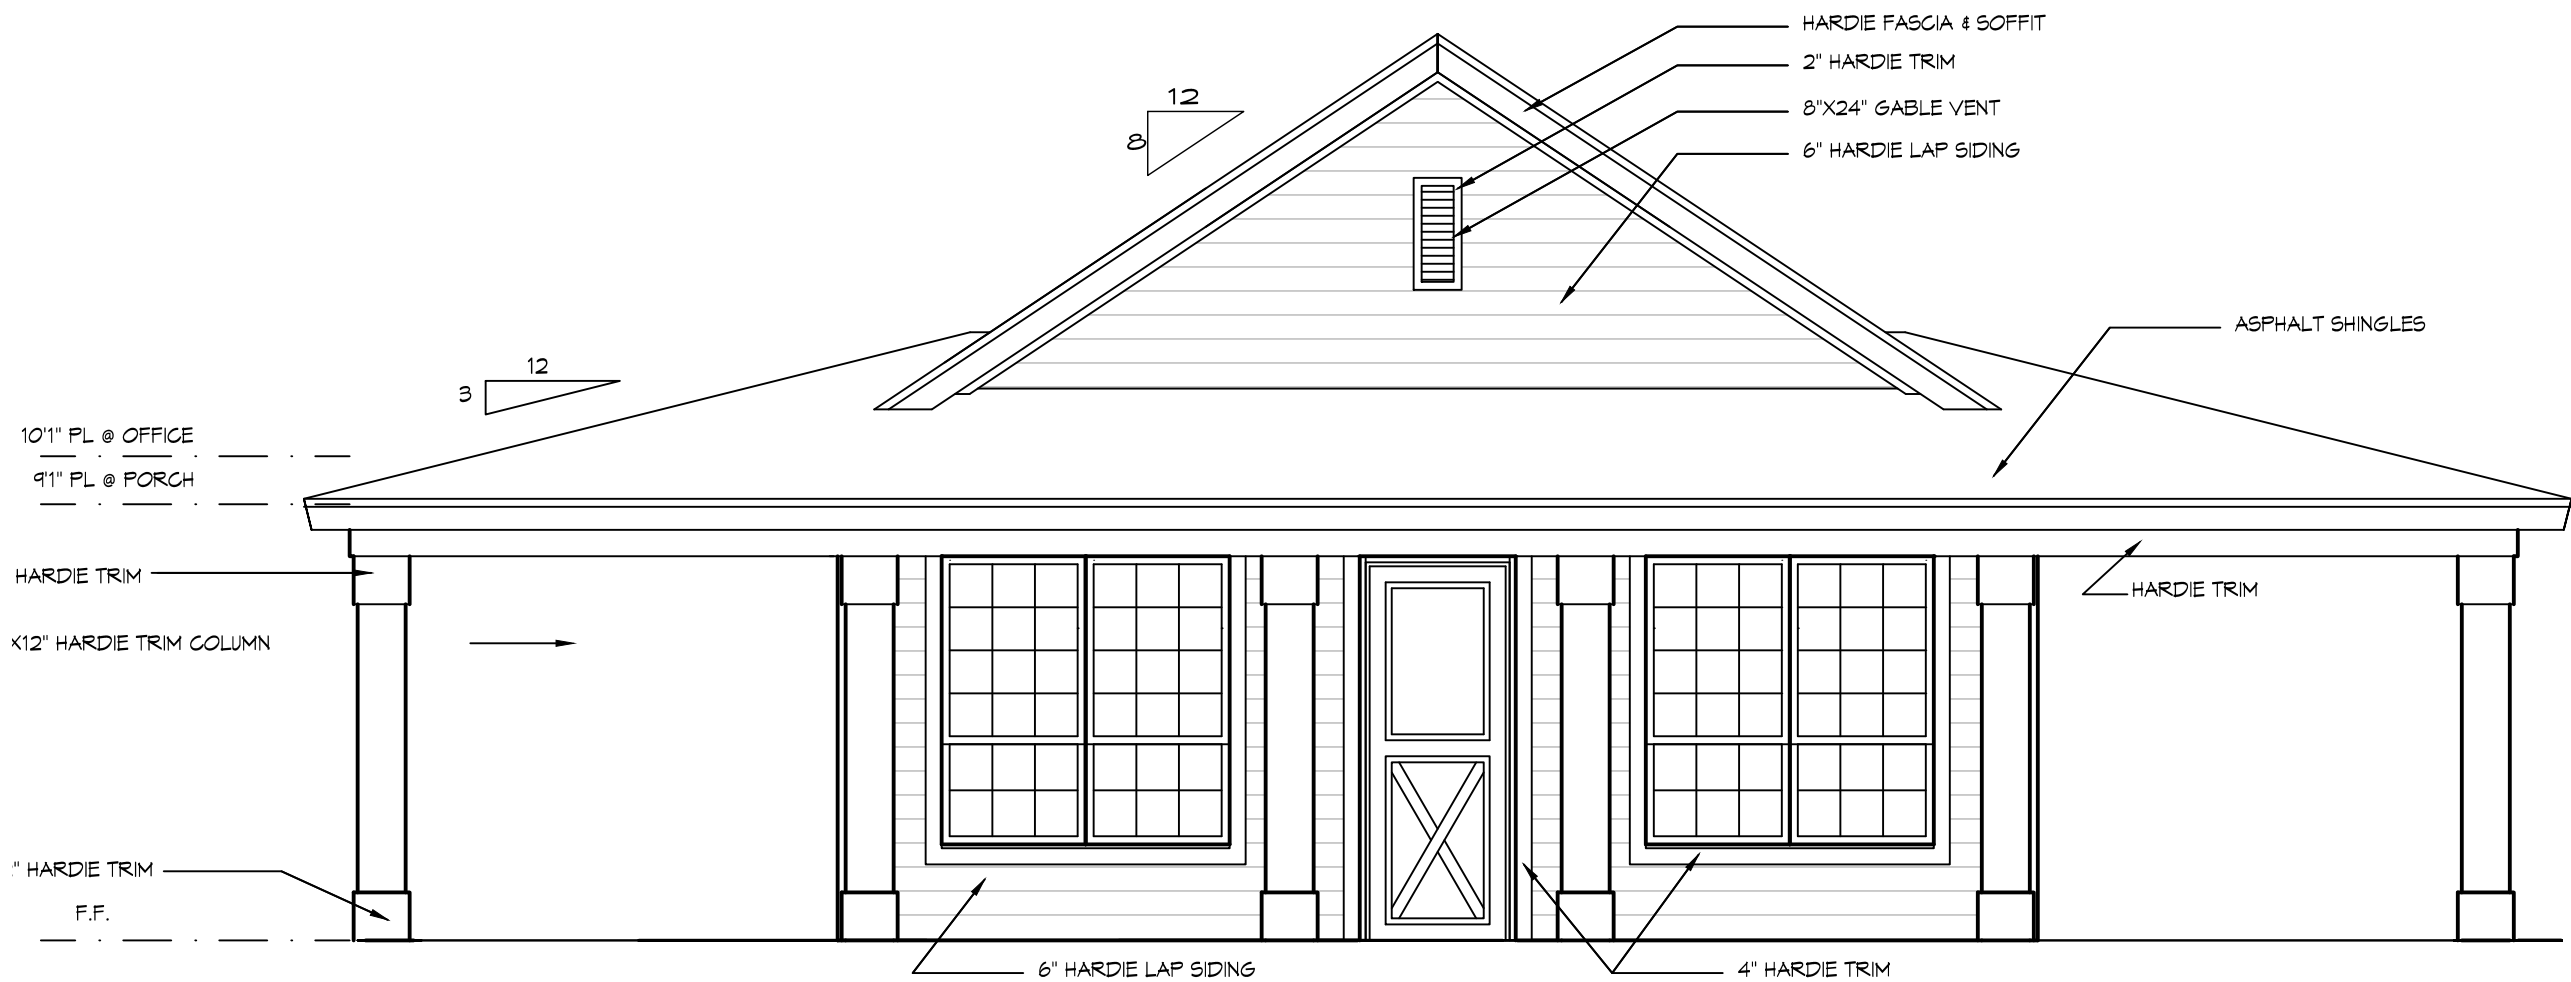 HARDIE FASCIA & SOFFIT
2" HARDIE TRIM
8"X24" GABLE VENT
6" HARDIE LAP SIDING
12
8
ASPHALT SHINGLES
12
3
10'1" PL @ OFFICE
9'1" PL @ PORCH
HARDIE TRIM
HARDIE TRIM
X12" HARDIE TRIM COLUMN
" HARDIE TRIM
F.F.
6" HARDIE LAP SIDING
4" HARDIE TRIM